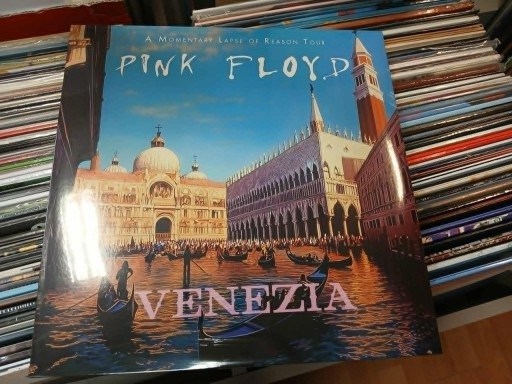 A Momentary Lapse of Reason Tour
PINK FLOYD
VENEZIA